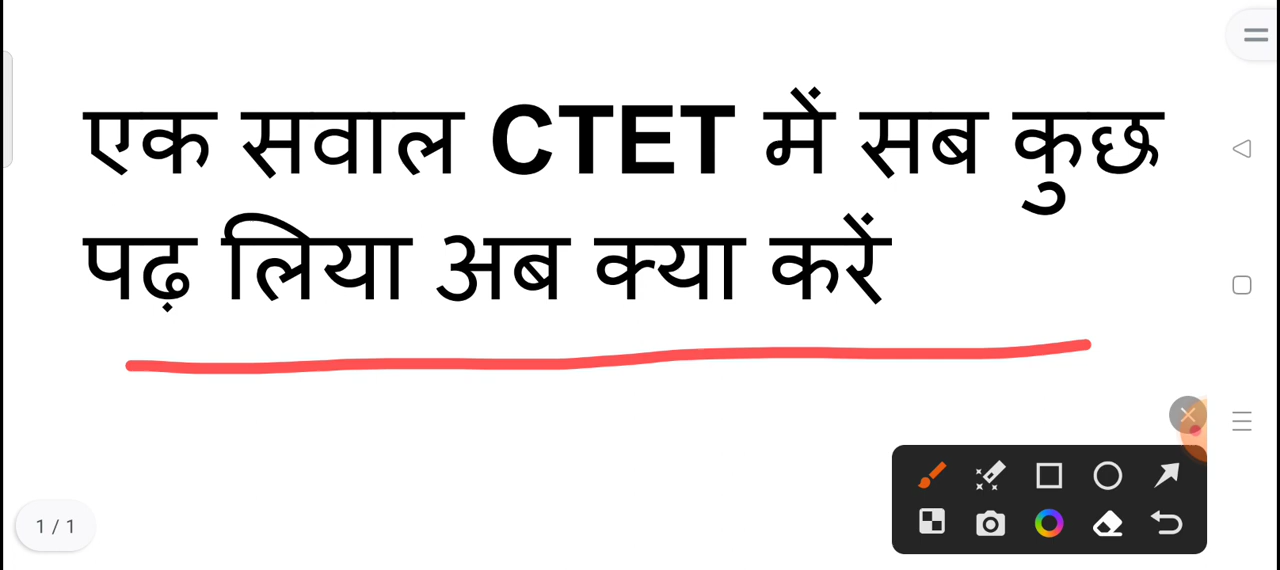 एक सवाल CTET में सब कुछ
पढ़ लिया अब क्या करें
1 / 1